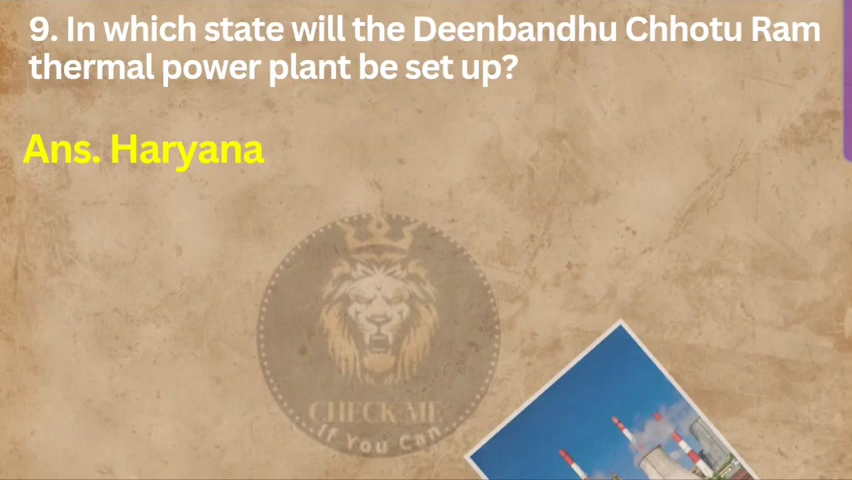 9. In which state will the Deenbandhu Chhotu Ram
thermal power plant be set up?
Ans. Haryana
CHECK ME
...If You Can...